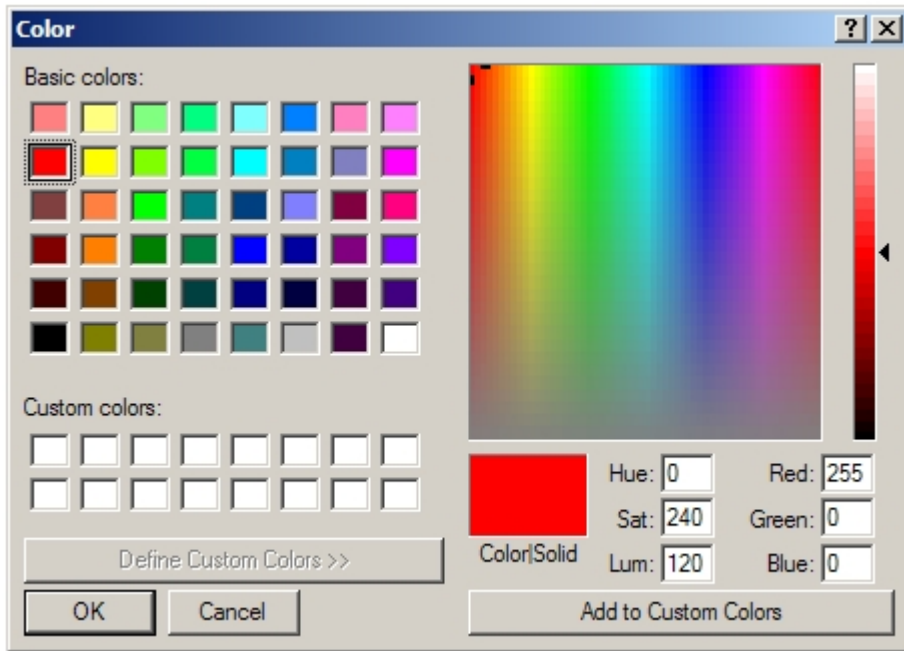 Color
Basic colors:
Custom colors:
Define Custom Colors >>
OK Cancel
Color|Solid
Hue: 0 Red: 255
Sat: 240 Green: 0
Lum: 120 Blue: 0
Add to Custom Colors